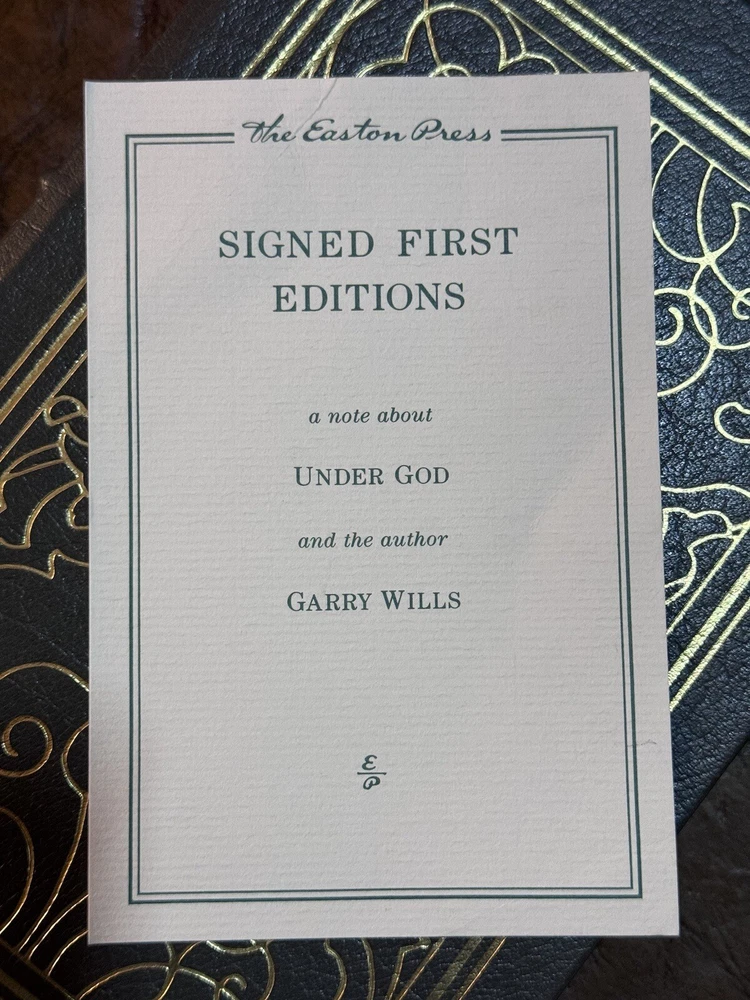 The Easton Press
SIGNED FIRST
EDITIONS
a note about
UNDER GOD
and the author
GARRY WILLS
E
P